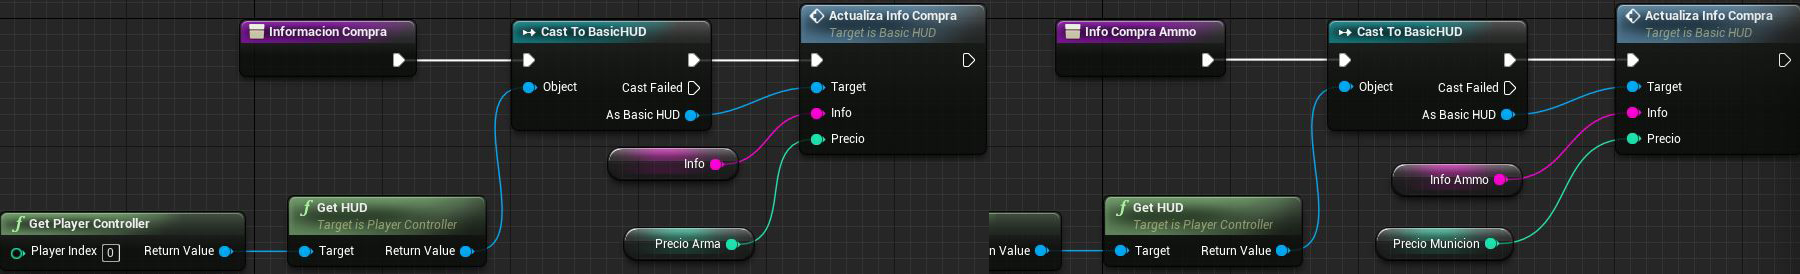 Informacion Compra
Cast To BasicHUD
Object
Cast Failed
As Basic HUD
Actualiza Info Compra
Target is Basic HUD
Target
Info
Precio
Info
Precio Arma
Get Player Controller
Player Index 0
Return Value
Get HUD
Target is Player Controller
Target
Return Value
Info Compra Ammo
Cast To BasicHUD
Object
Cast Failed
As Basic HUD
Actualiza Info Compra
Target is Basic HUD
Target
Info
Precio
Info Ammo
Precio Municion
n Value
Get HUD
Target is Player Controller
Target
Return Value